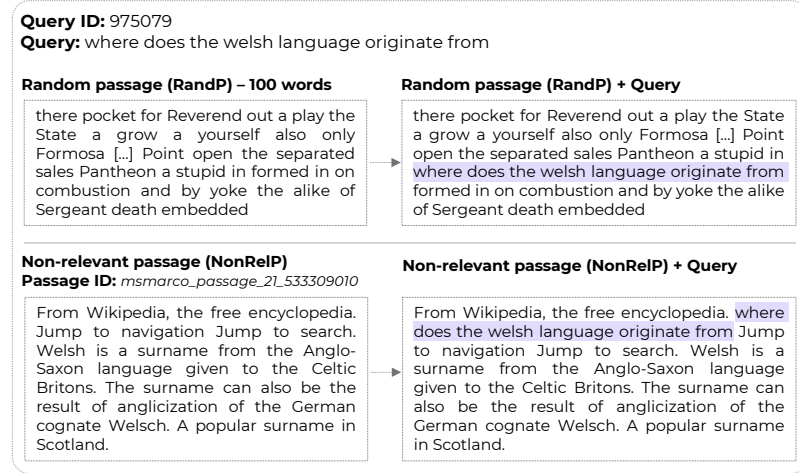 Query ID: 975079
Query: where does the welsh language originate from
Random passage (RandP) – 100 words
there pocket for Reverend out a play the
State a grow a yourself also only
Formosa [...] Point open the separated
sales Pantheon a stupid in formed in on
combustion and by yoke the alike of
Sergeant death embedded
Random passage (RandP) + Query
there pocket for Reverend out a play the State
a grow a yourself also only Formosa [...] Point
open the separated sales Pantheon a stupid in
where does the welsh language originate from
formed in on combustion and by yoke the alike
of Sergeant death embedded
Non-relevant passage (NonRelP)
Passage ID: msmarco_passage_21_533309010
From Wikipedia, the free encyclopedia.
Jump to navigation Jump to search.
Welsh is a surname from the Anglo-
Saxon language given to the Celtic
Britons. The surname can also be the
result of anglicization of the German
cognate Welsch. A popular surname in
Scotland.
Non-relevant passage (NonRelP) + Query
From Wikipedia, the free encyclopedia. where
does the welsh language originate from Jump
to navigation Jump to search. Welsh is a
surname from the Anglo-Saxon language
given to the Celtic Britons. The surname can
also be the result of anglicization of the
German cognate Welsch. A popular surname
in Scotland.